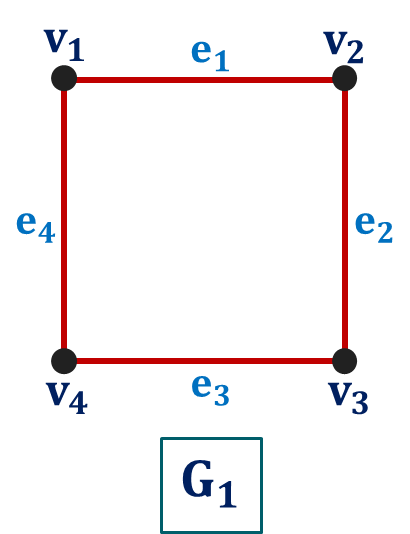 v₁ e₁ v₂
e₄ e₂
v₄ e₃ v₃
G₁